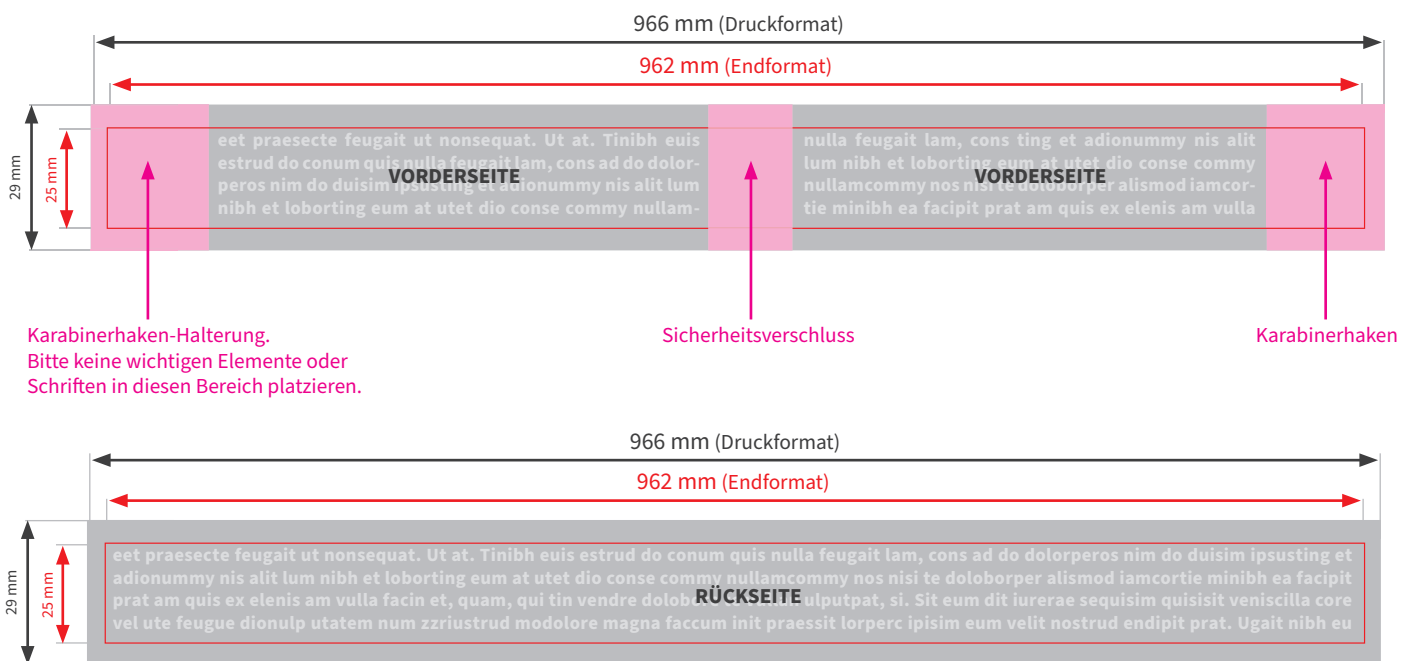 966 mm (Druckformat)
962 mm (Endformat)
29 mm
25 mm
eet praesecte feugait ut nonsequat. Ut at. Tinibh euis
estrud do conum quis nulla feugait lam, cons ad do dolor-
peros nim do duisim ipsusting et adionummy nis alit lum
nibh et loborting eum at utet dio conse commy nullam-
VORDERSEITE
nulla feugait lam, cons ting et adionummy nis alit
lum nibh et loborting eum at utet dio conse commy
nullamcommy nos nisi te doloborper alismod iamcor-
tie minibh ea facipit prat am quis ex elenis am vulla
VORDERSEITE
Karabinerhaken-Halterung.
Bitte keine wichtigen Elemente oder
Schriften in diesen Bereich platzieren.
Sicherheitsverschluss
Karabinerhaken
966 mm (Druckformat)
962 mm (Endformat)
29 mm
25 mm
eet praesecte feugait ut nonsequat. Ut at. Tinibh euis estrud do conum quis nulla feugait lam, cons ad do dolorperos nim do duisim ipsusting et
adionummy nis alit lum nibh et loborting eum at utet dio conse commy nullamcommy nos nisi te doloborper alismod iamcortie minibh ea facipit
prat am quis ex elenis am vulla facin et, quam, qui tin vendre ulputpat, si. Sit eum dit iurerae sequisim quisisit veniscilla core
vel ute feugue dionulp utatem num zzriustrud modolore magna faccum init praessit lorperc ipisim eum velit nostrud endipit prat. Ugait nibh eu
RÜCKSEITE